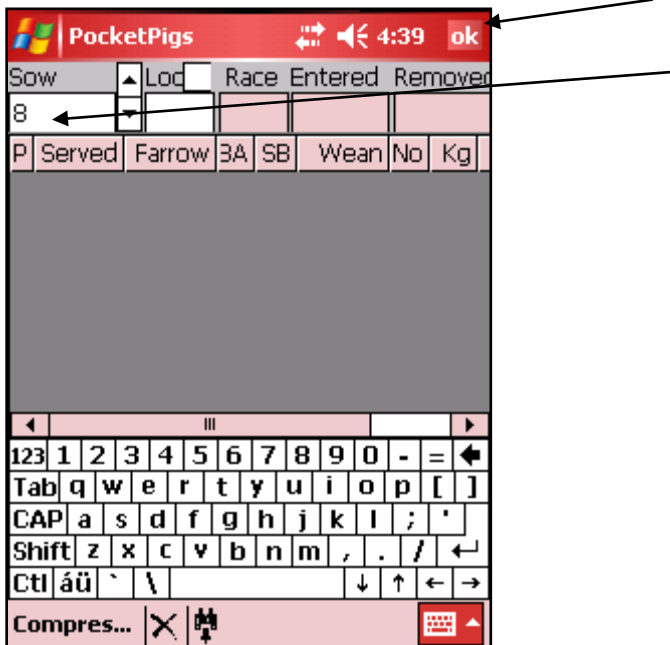 PocketPigs 4:39 ok
Sow Loc Race Entered Removed
8
P Served Farrow BA SB Wean No Kg
123 1 2 3 4 5 6 7 8 9 0 - =
Tab q w e r t y u i o p [ ]
CAP a s d f g h j k l ; '
Shift z x c v b n m , . /
Ctl áü ` \ ↓ ↑ ← →
Compres...